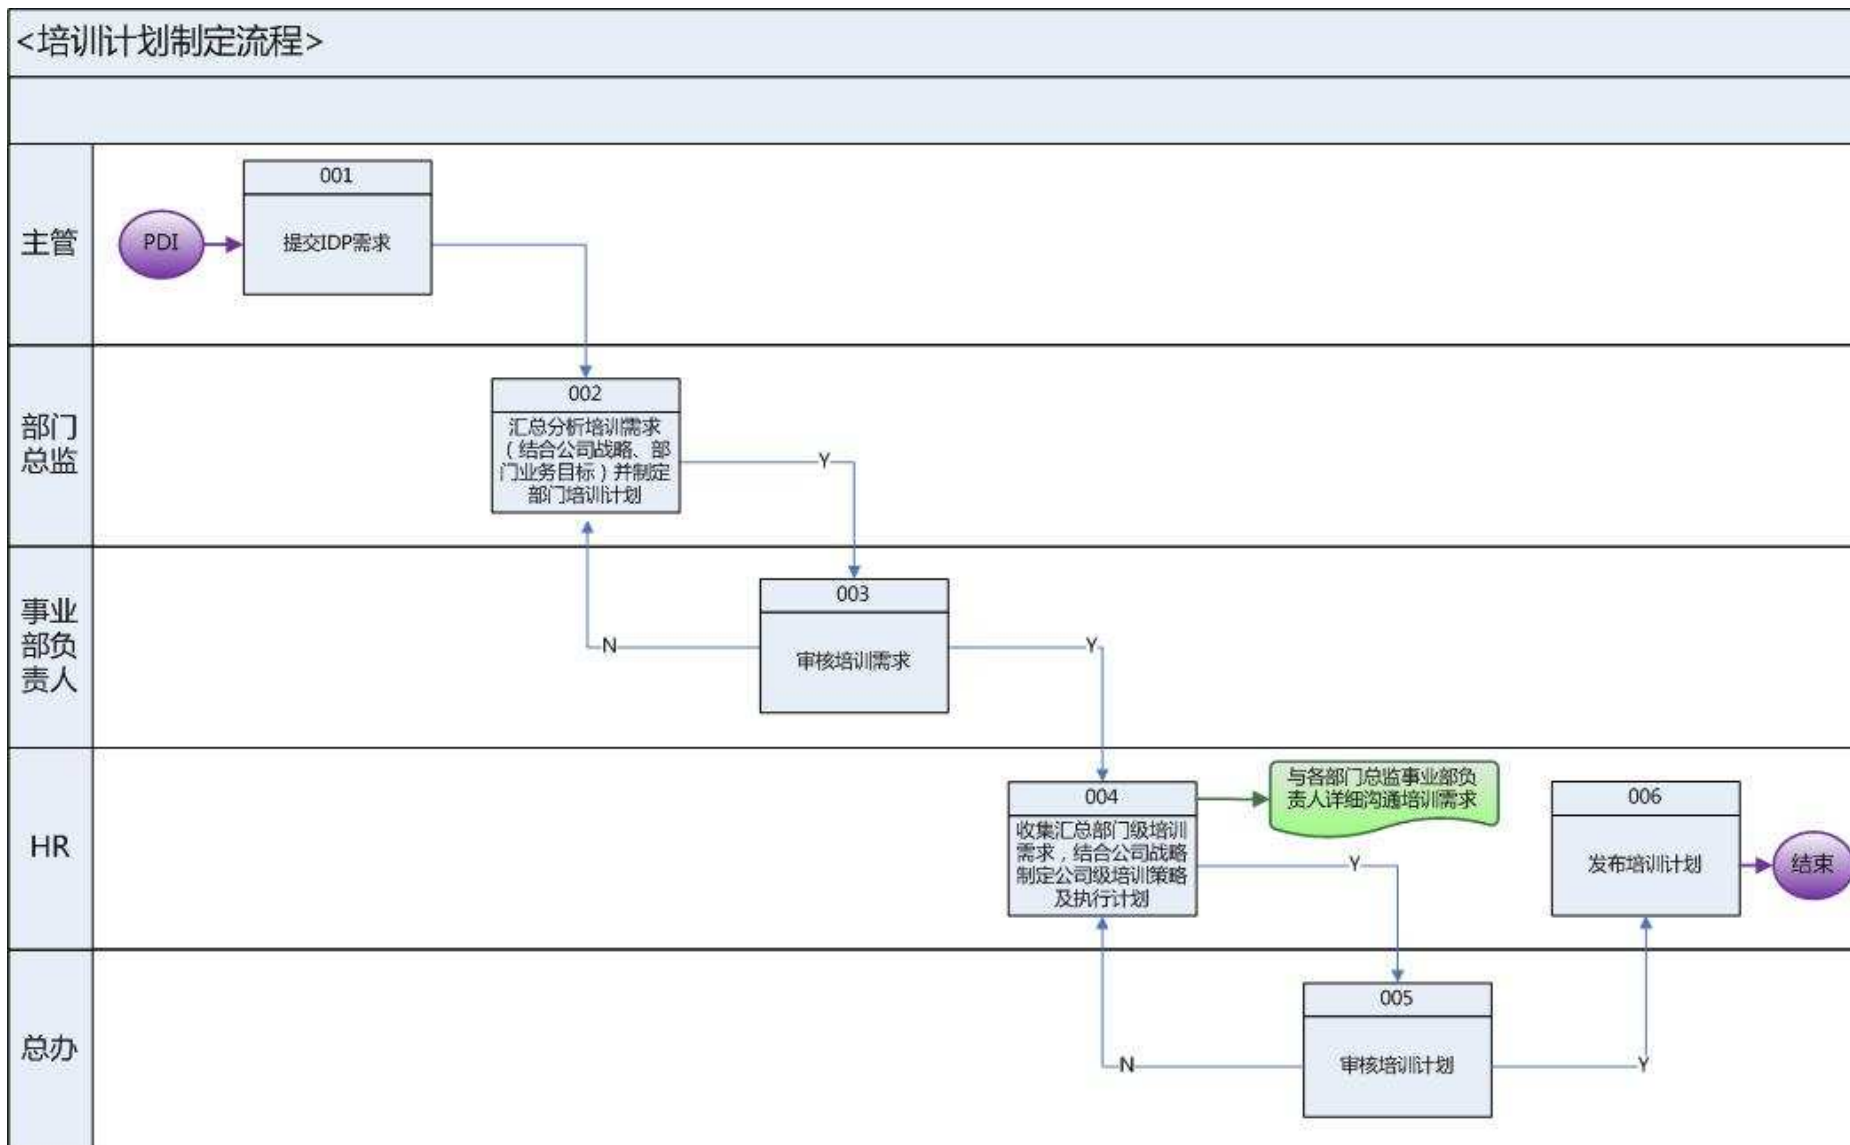 <培训计划制定流程>
主管
PDI
001
提交IDP需求
部门
总监
002
汇总分析培训需求
（结合公司战略、部
门业务目标）并制定
部门培训计划
Y
事业
部负
责人
003
审核培训需求
N
Y
HR
004
收集汇总部门级培训
需求，结合公司战略
制定公司级培训策略
及执行计划
与各部门总监事业部负
责人详细沟通培训需求
Y
006
发布培训计划
结束
总办
005
审核培训计划
N
Y